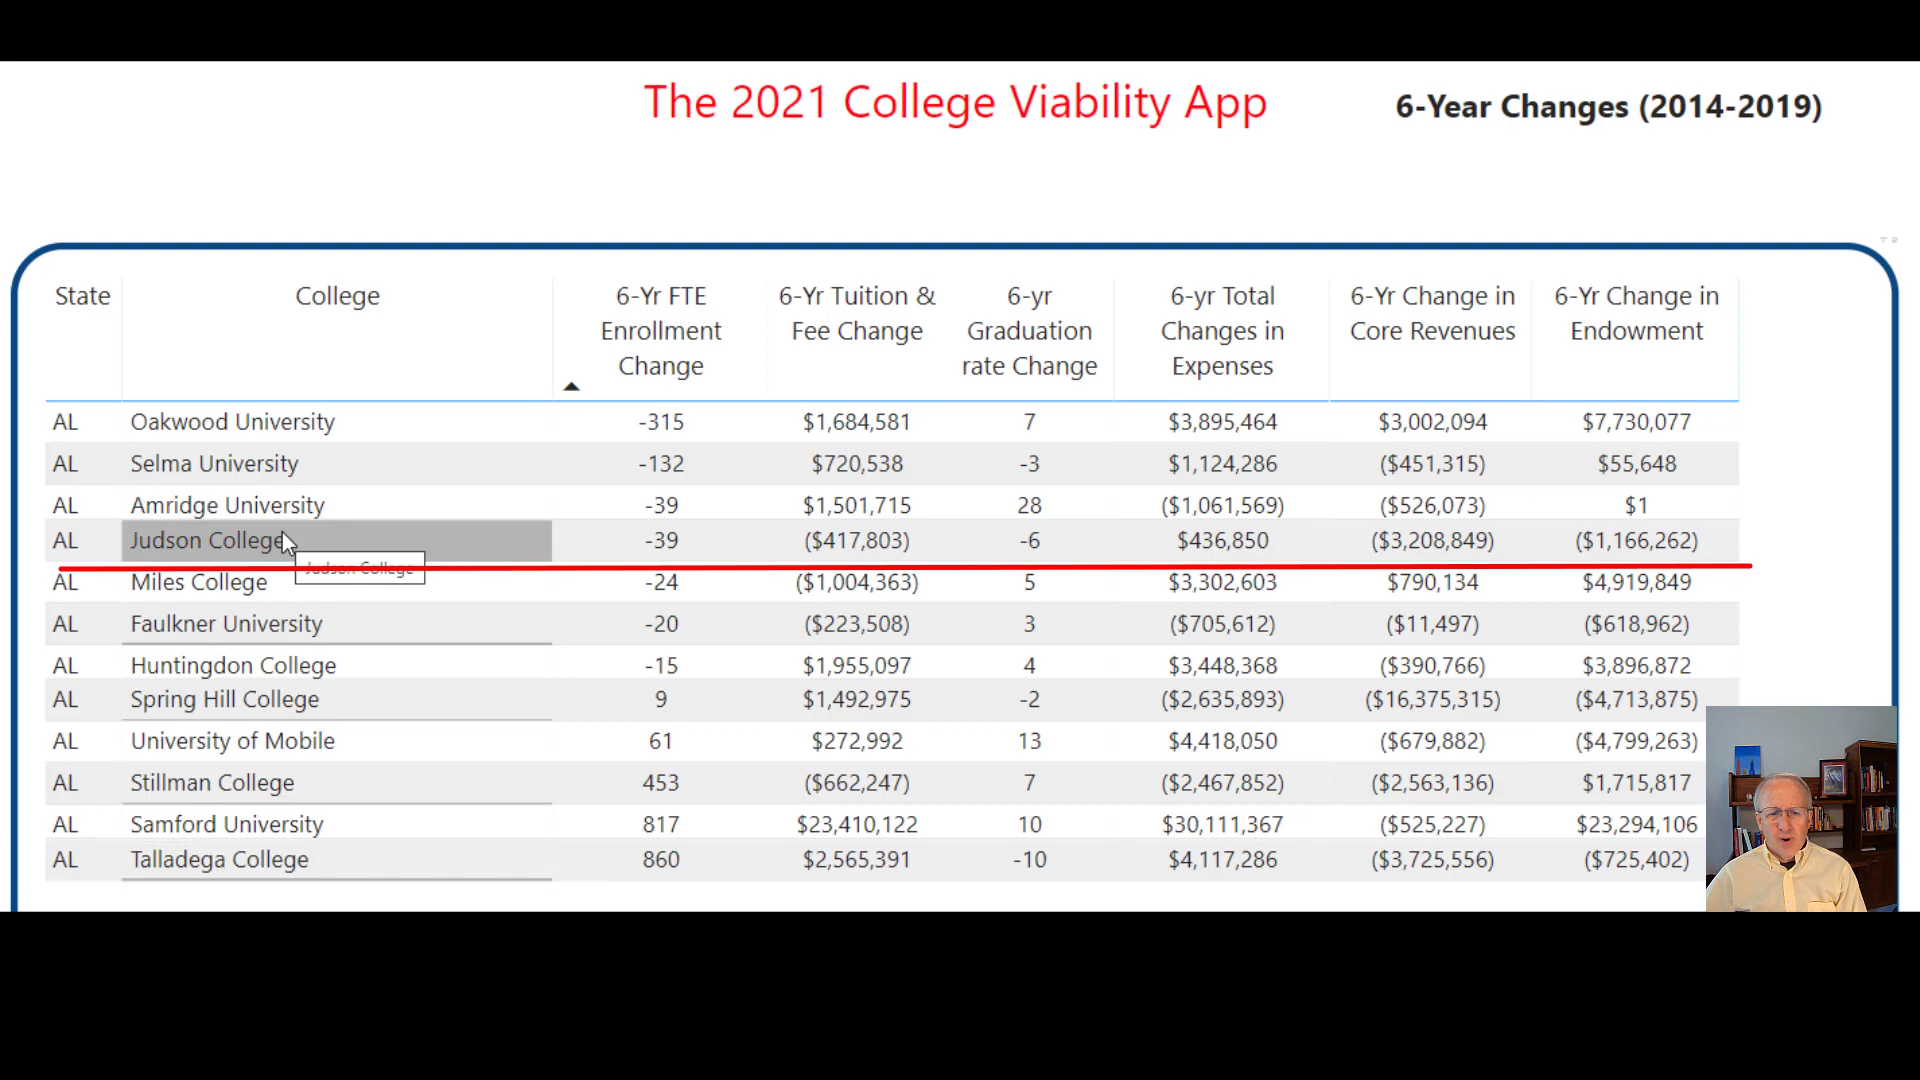 The 2021 College Viability App
6-Year Changes (2014-2019)
State College 6-Yr FTE Enrollment Change 6-Yr Tuition & Fee Change 6-yr Graduation rate Change 6-yr Total Changes in Expenses 6-Yr Change in Core Revenues 6-Yr Change in Endowment
AL Oakwood University -315 $1,684,581 7 $3,895,464 $3,002,094 $7,730,077
AL Selma University -132 $720,538 -3 $1,124,286 ($451,315) $55,648
AL Amridge University -39 $1,501,715 28 ($1,061,569) ($526,073) $1
AL Judson College -39 ($417,803) -6 $436,850 ($3,208,849) ($1,166,262)
Judson College
AL Miles College -24 ($1,004,363) 5 $3,302,603 $790,134 $4,919,849
AL Faulkner University -20 ($223,508) 3 ($705,612) ($11,497) ($618,962)
AL Huntingdon College -15 $1,955,097 4 $3,448,368 ($390,766) $3,896,872
AL Spring Hill College 9 $1,492,975 -2 ($2,635,893) ($16,375,315) ($4,713,875)
AL University of Mobile 61 $272,992 13 $4,418,050 ($679,882) ($4,799,263)
AL Stillman College 453 ($662,247) 7 ($2,467,852) ($2,563,136) $1,715,817
AL Samford University 817 $23,410,122 10 $30,111,367 ($525,227) $23,294,106
AL Talladega College 860 $2,565,391 -10 $4,117,286 ($3,725,556) ($725,402)